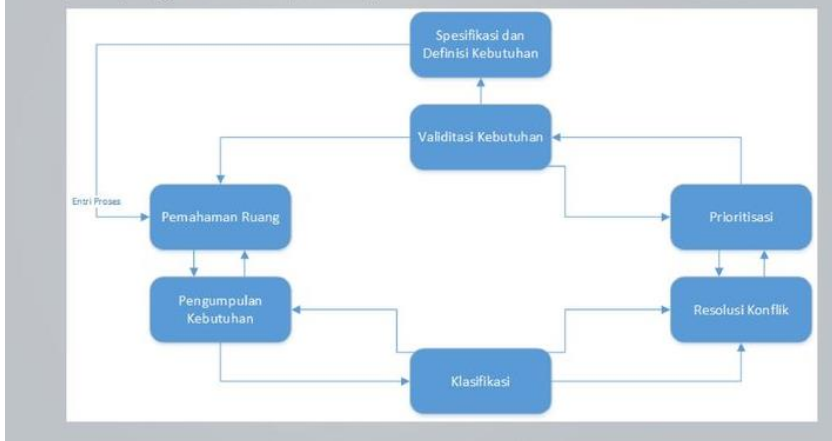 Spesifikasi dan
Definisi Kebutuhan
Validitasi Kebutuhan
Entri Proses
Pemahaman Ruang
Prioritisasi
Pengumpulan
Kebutuhan
Resolusi Konflik
Klasifikasi